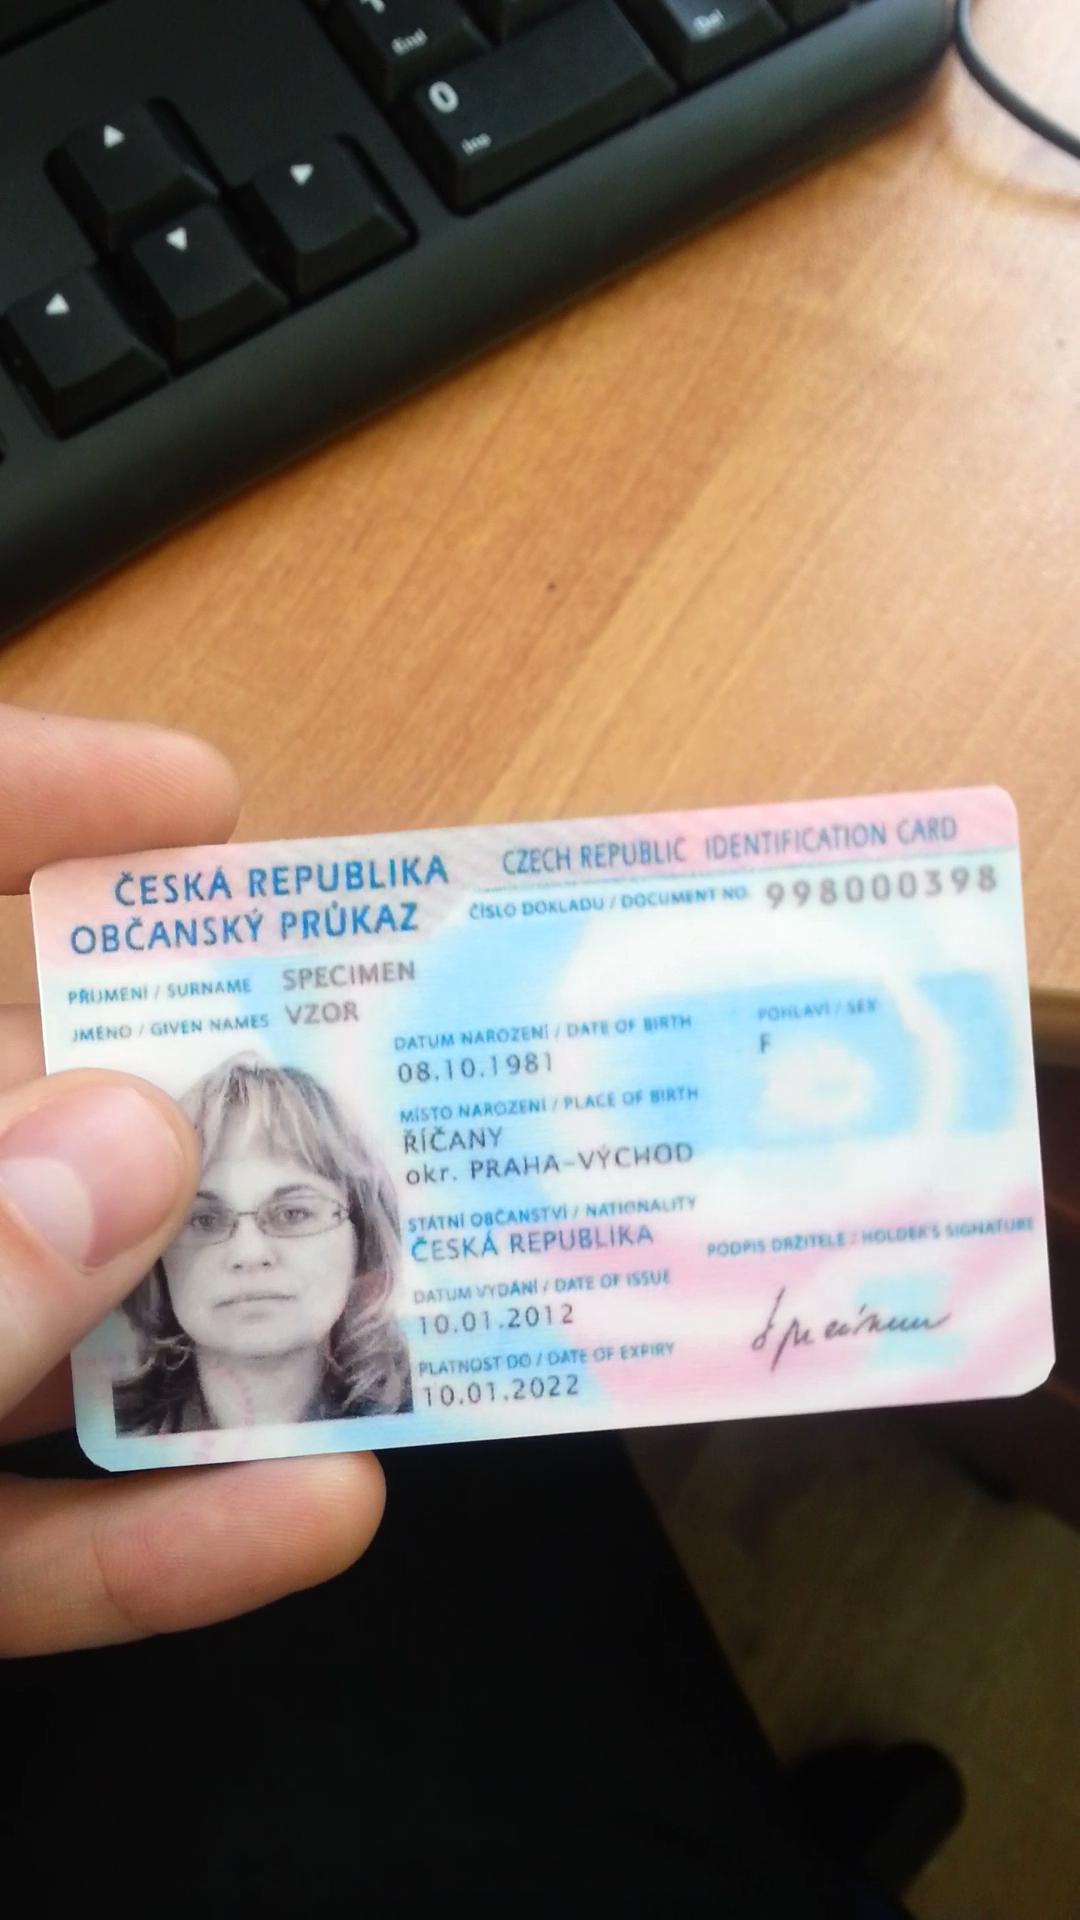 End
0
Ins
Del
ČESKÁ REPUBLIKA
OBČANSKÝ PRŮKAZ
CZECH REPUBLIC IDENTIFICATION CARD
ČÍSLO DOKLADU / DOCUMENT NO. 998000398
PŘÍJMENÍ / SURNAME SPECIMEN
JMÉNO / GIVEN NAMES VZOR
DATUM NAROZENÍ / DATE OF BIRTH
08.10.1981
POHLAVÍ / SEX
F
MÍSTO NAROZENÍ / PLACE OF BIRTH
ŘÍČANY
okr. PRAHA-VÝCHOD
STÁTNÍ OBČANSTVÍ / NATIONALITY
ČESKÁ REPUBLIKA
DATUM VYDÁNÍ / DATE OF ISSUE
10.01.2012
PLATNOST DO / DATE OF EXPIRY
10.01.2022
PODPIS DRŽITELE / HOLDER'S SIGNATURE
Specimen